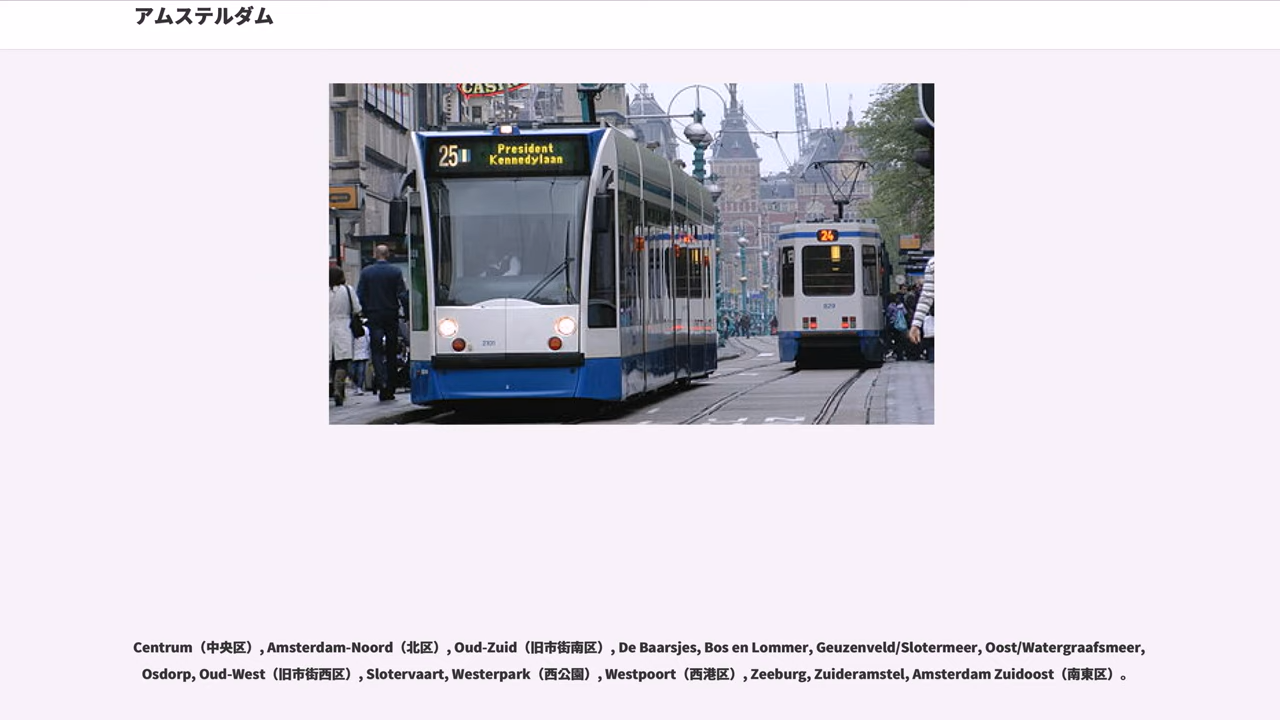 アムステルダム
CASINO
25 President
Kennedylaan
24
829
2101
Centrum（中央区）, Amsterdam-Noord（北区）, Oud-Zuid（旧市街南区）, De Baarsjes, Bos en Lommer, Geuzenveld/Slotermeer, Oost/Watergraafsmeer,
Osdorp, Oud-West（旧市街西区）, Slotervaart, Westerpark（西公園）, Westpoort（西港区）, Zeeburg, Zuideramstel, Amsterdam Zuidoost（南東区）。